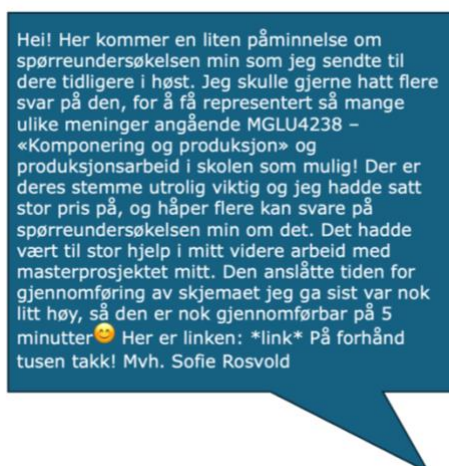 Hei! Her kommer en liten påminnelse om
spørreundersøkelsen min som jeg sendte til
dere tidligere i høst. Jeg skulle gjerne hatt flere
svar på den, for å få representert så mange
ulike meninger angående MGLU4238 –
«Komponering og produksjon» og
produksjonsarbeid i skolen som mulig! Der er
deres stemme utrolig viktig og jeg hadde satt
stor pris på, og håper flere kan svare på
spørreundersøkelsen min om det. Det hadde
vært til stor hjelp i mitt videre arbeid med
masterprosjektet mitt. Den anslåtte tiden for
gjennomføring av skjemaet jeg ga sist var nok
litt høy, så den er nok gjennomførbar på 5
minutter😊 Her er linken: *link* På forhånd
tusen takk! Mvh. Sofie Rosvold